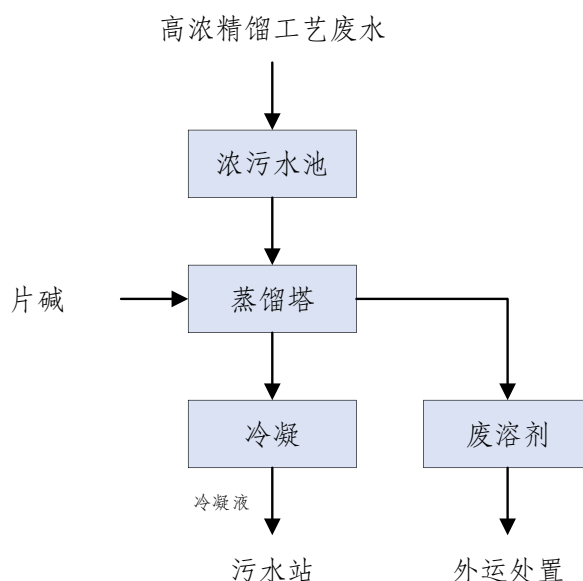 高浓精馏工艺废水
浓污水池
片碱
蒸馏塔
冷凝
废溶剂
冷凝液
污水站
外运处置